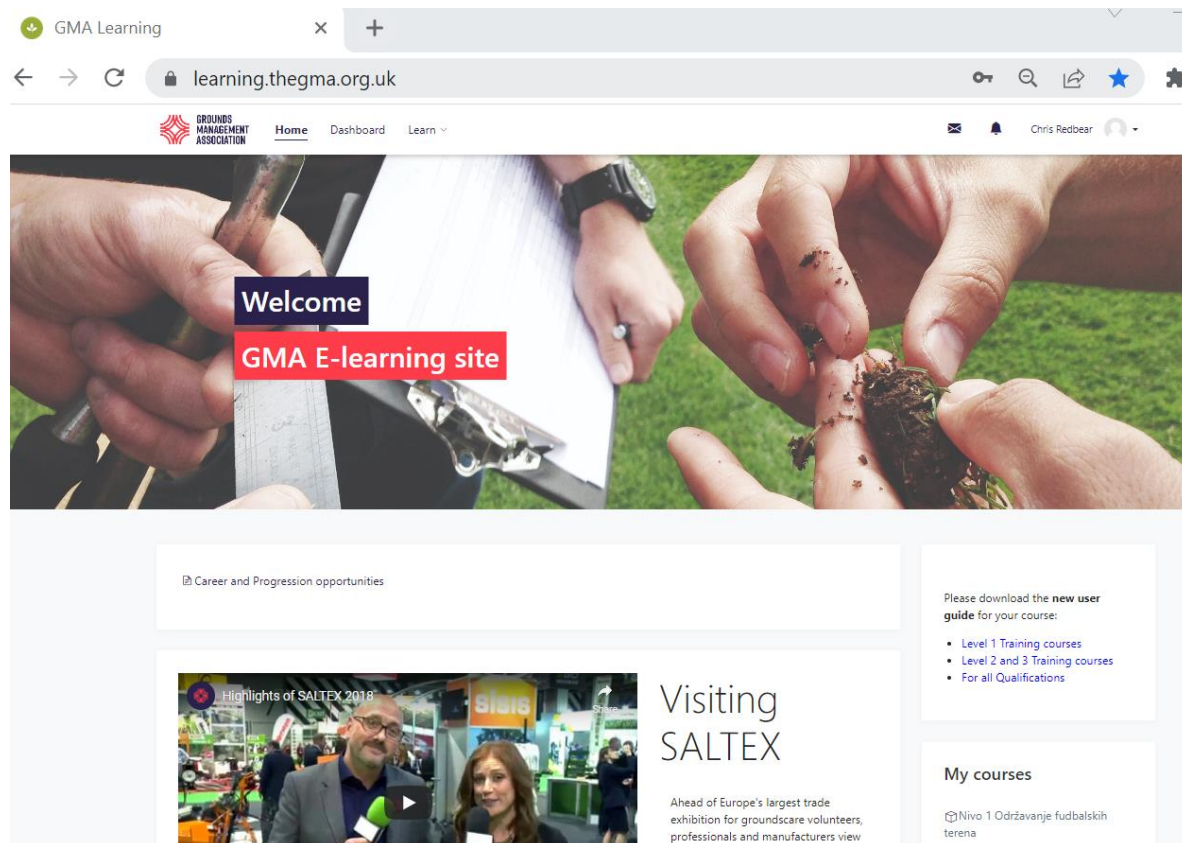 GMA Learning
learning.thegma.org.uk
GROUNDS
MANAGEMENT
ASSOCIATION
Home Dashboard Learn
Chris Redbear
Welcome
GMA E-learning site
Career and Progression opportunities
Please download the new user
guide for your course:
Level 1 Training courses
Level 2 and 3 Training courses
For all Qualifications
Highlights of SALTEX 2018
Share
sisis
Visiting
SALTEX
Ahead of Europe's largest trade
exhibition for groundscare volunteers,
professionals and manufacturers view
My courses
Nivo 1 Održavanje fudbalskih
terena